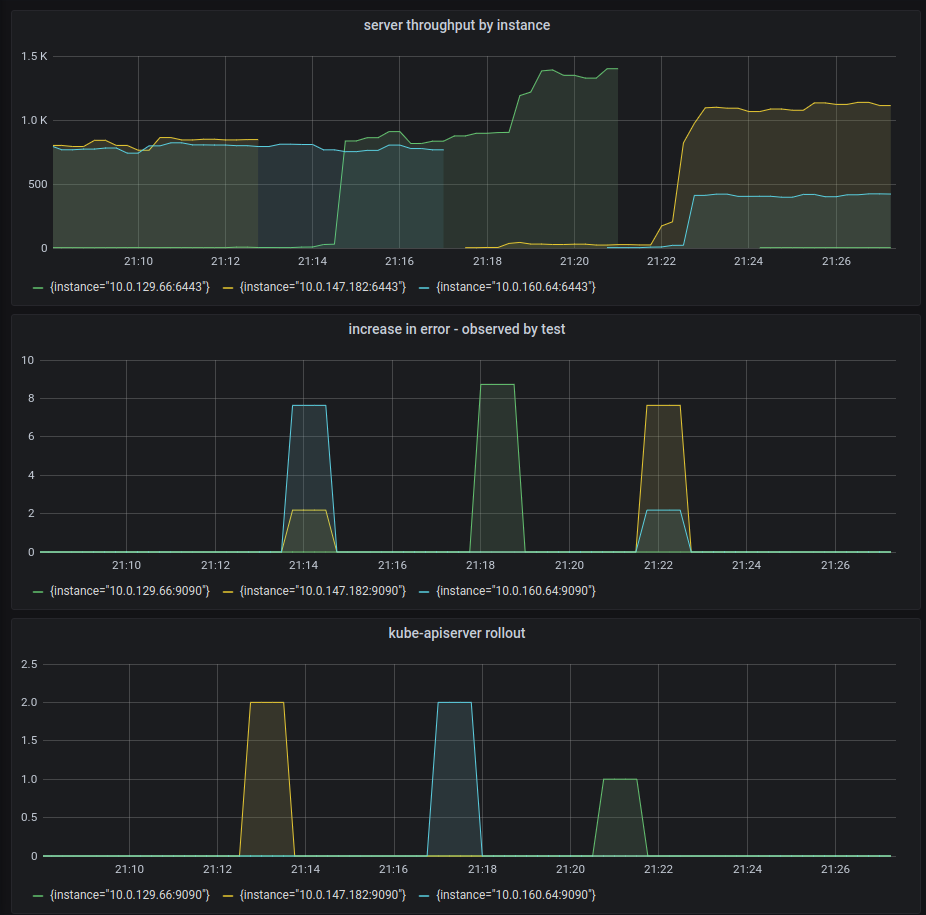 server throughput by instance
1.5 K
1.0 K
500
0
21:10 21:12 21:14 21:16 21:18 21:20 21:22 21:24 21:26
{instance="10.0.129.66:6443"} {instance="10.0.147.182:6443"} {instance="10.0.160.64:6443"}
increase in error - observed by test
10
8
6
4
2
0
21:10 21:12 21:14 21:16 21:18 21:20 21:22 21:24 21:26
{instance="10.0.129.66:9090"} {instance="10.0.147.182:9090"} {instance="10.0.160.64:9090"}
kube-apiserver rollout
2.5
2.0
1.5
1.0
0.5
0
21:10 21:12 21:14 21:16 21:18 21:20 21:22 21:24 21:26
{instance="10.0.129.66:9090"} {instance="10.0.147.182:9090"} {instance="10.0.160.64:9090"}